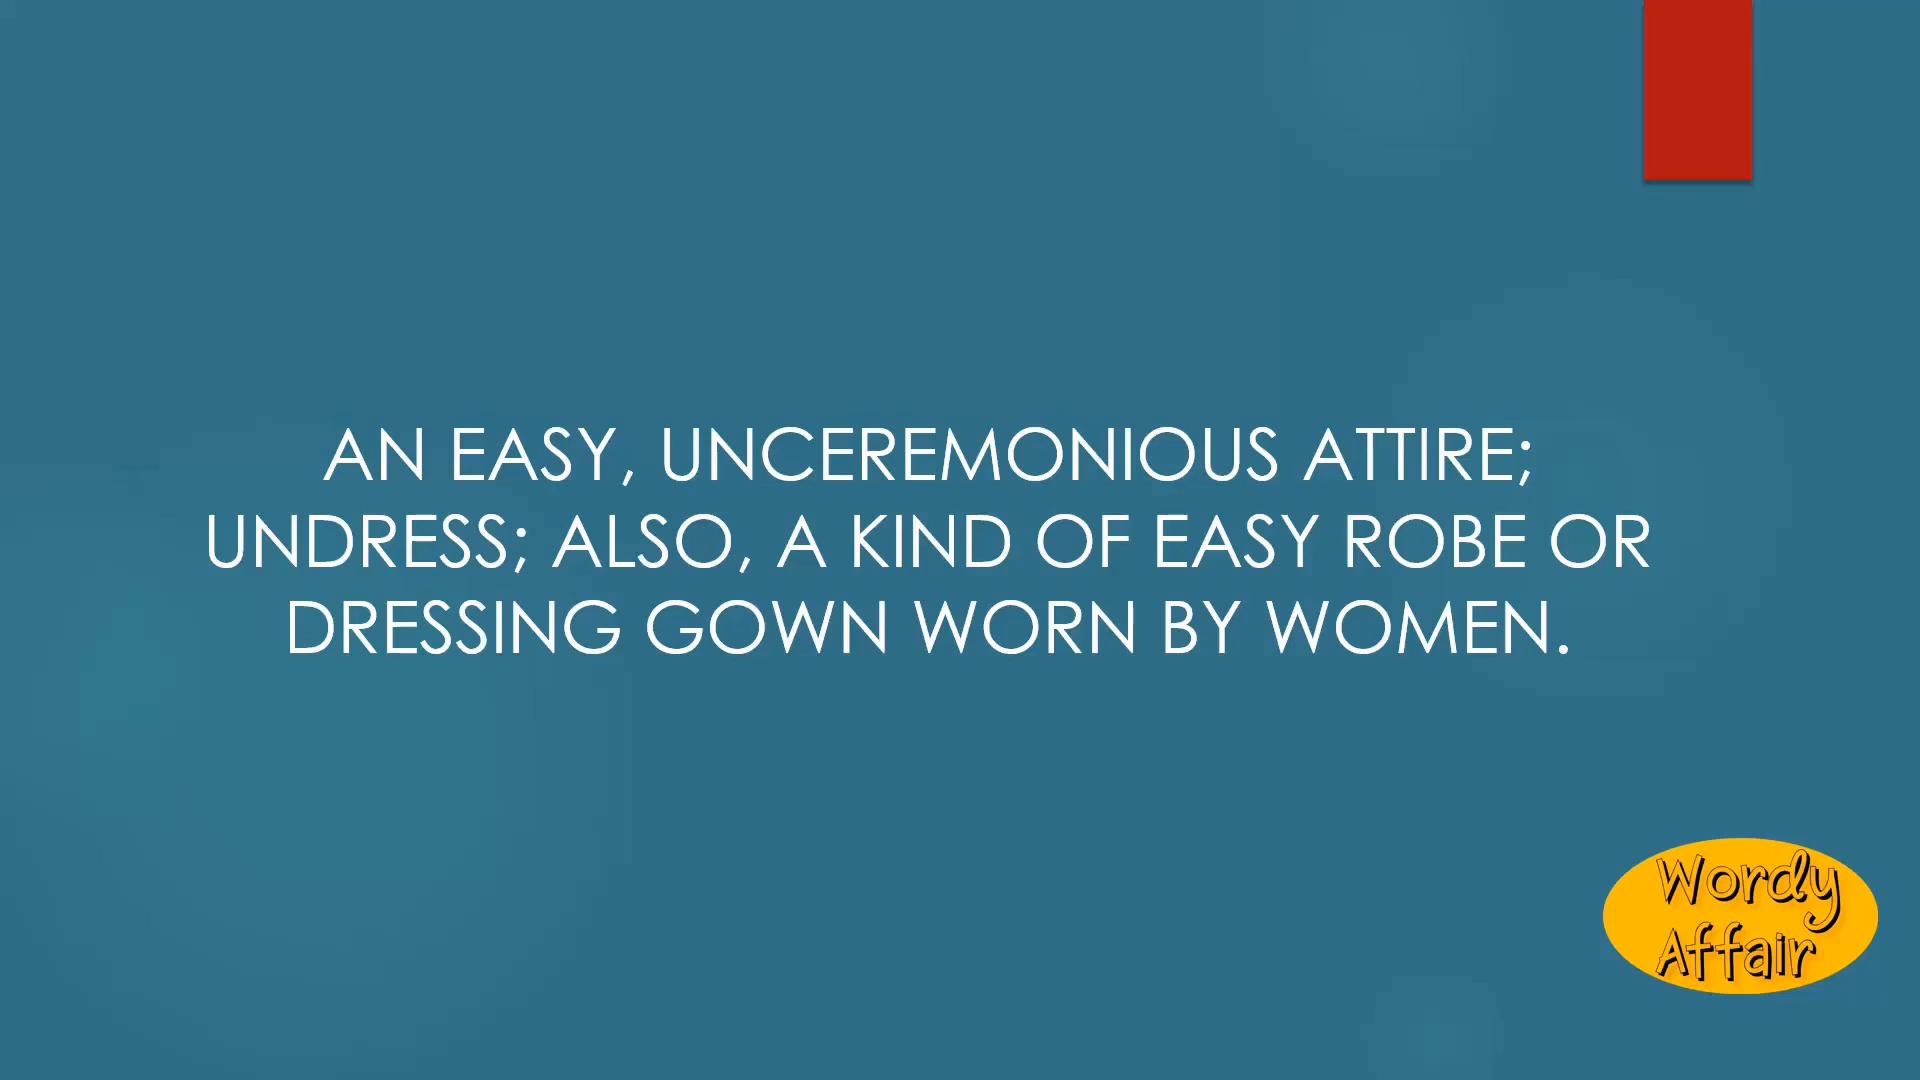 AN EASY, UNCEREMONIOUS ATTIRE;
UNDRESS; ALSO, A KIND OF EASY ROBE OR
DRESSING GOWN WORN BY WOMEN.
Wordy
Affair